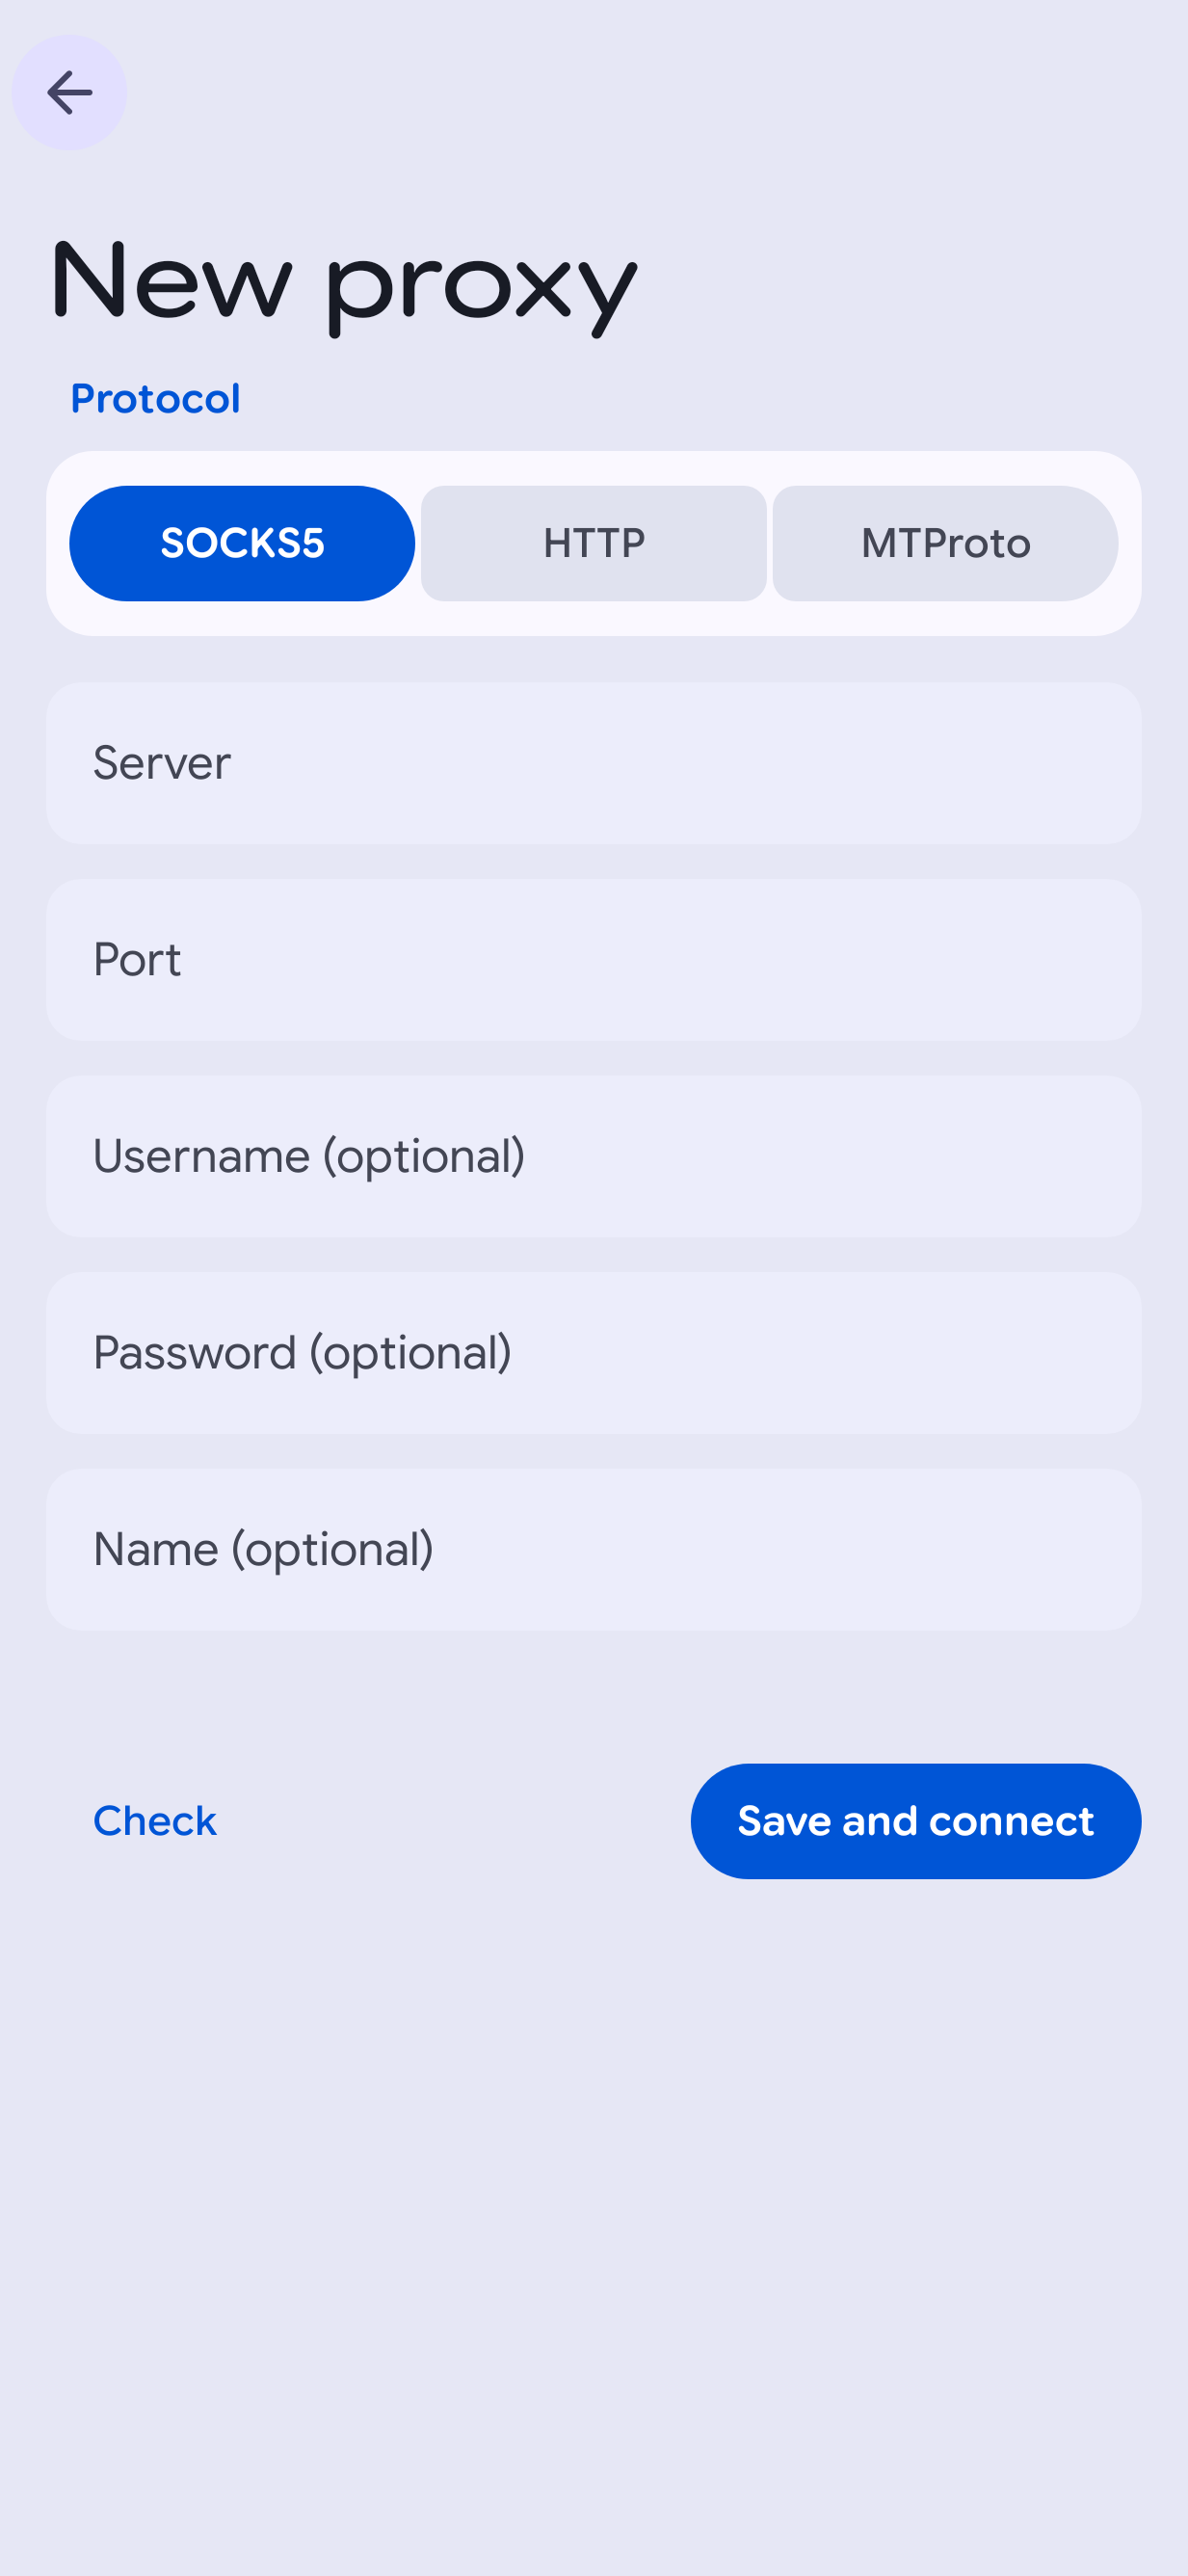 New proxy
Protocol
SOCKS5 HTTP MTProto
Server
Port
Username (optional)
Password (optional)
Name (optional)
Check Save and connect